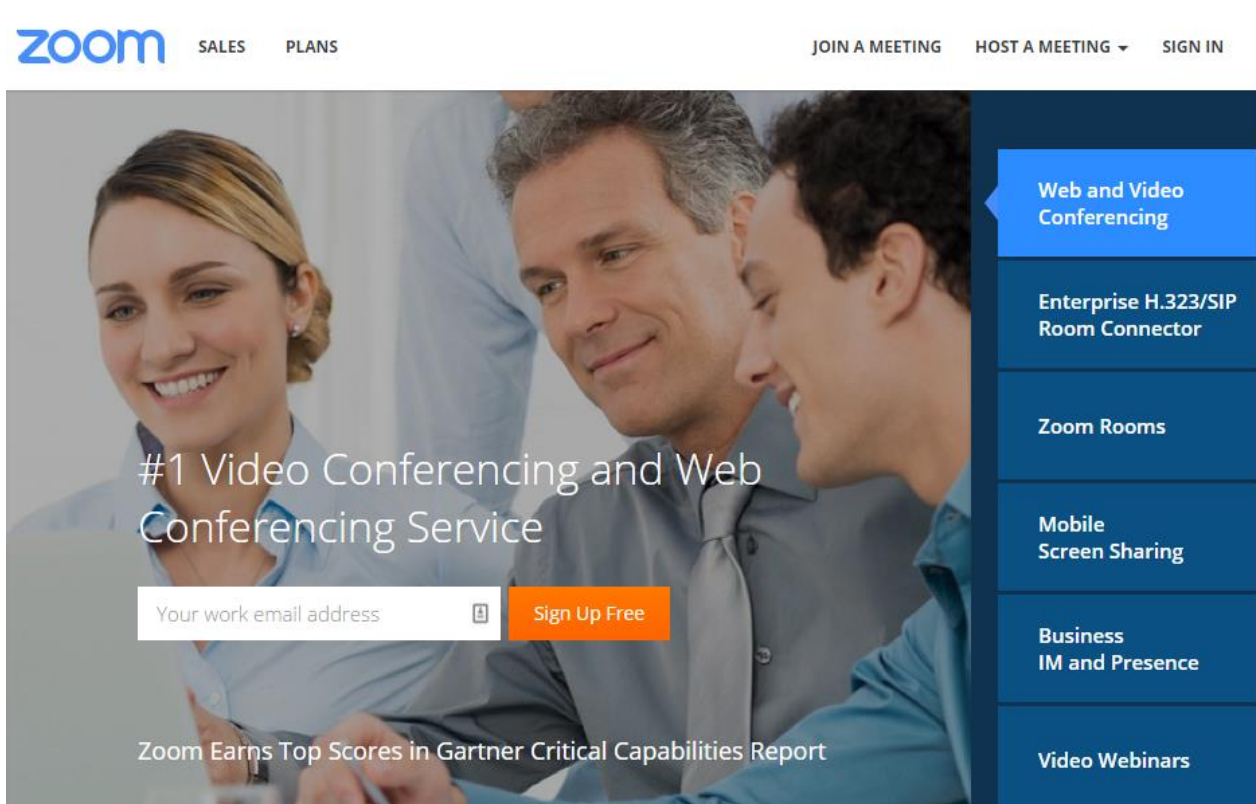 zoom SALES PLANS JOIN A MEETING HOST A MEETING SIGN IN
#1 Video Conferencing and Web
Conferencing Service
Your work email address Sign Up Free
Zoom Earns Top Scores in Gartner Critical Capabilities Report
Web and Video
Conferencing
Enterprise H.323/SIP
Room Connector
Zoom Rooms
Mobile
Screen Sharing
Business
IM and Presence
Video Webinars